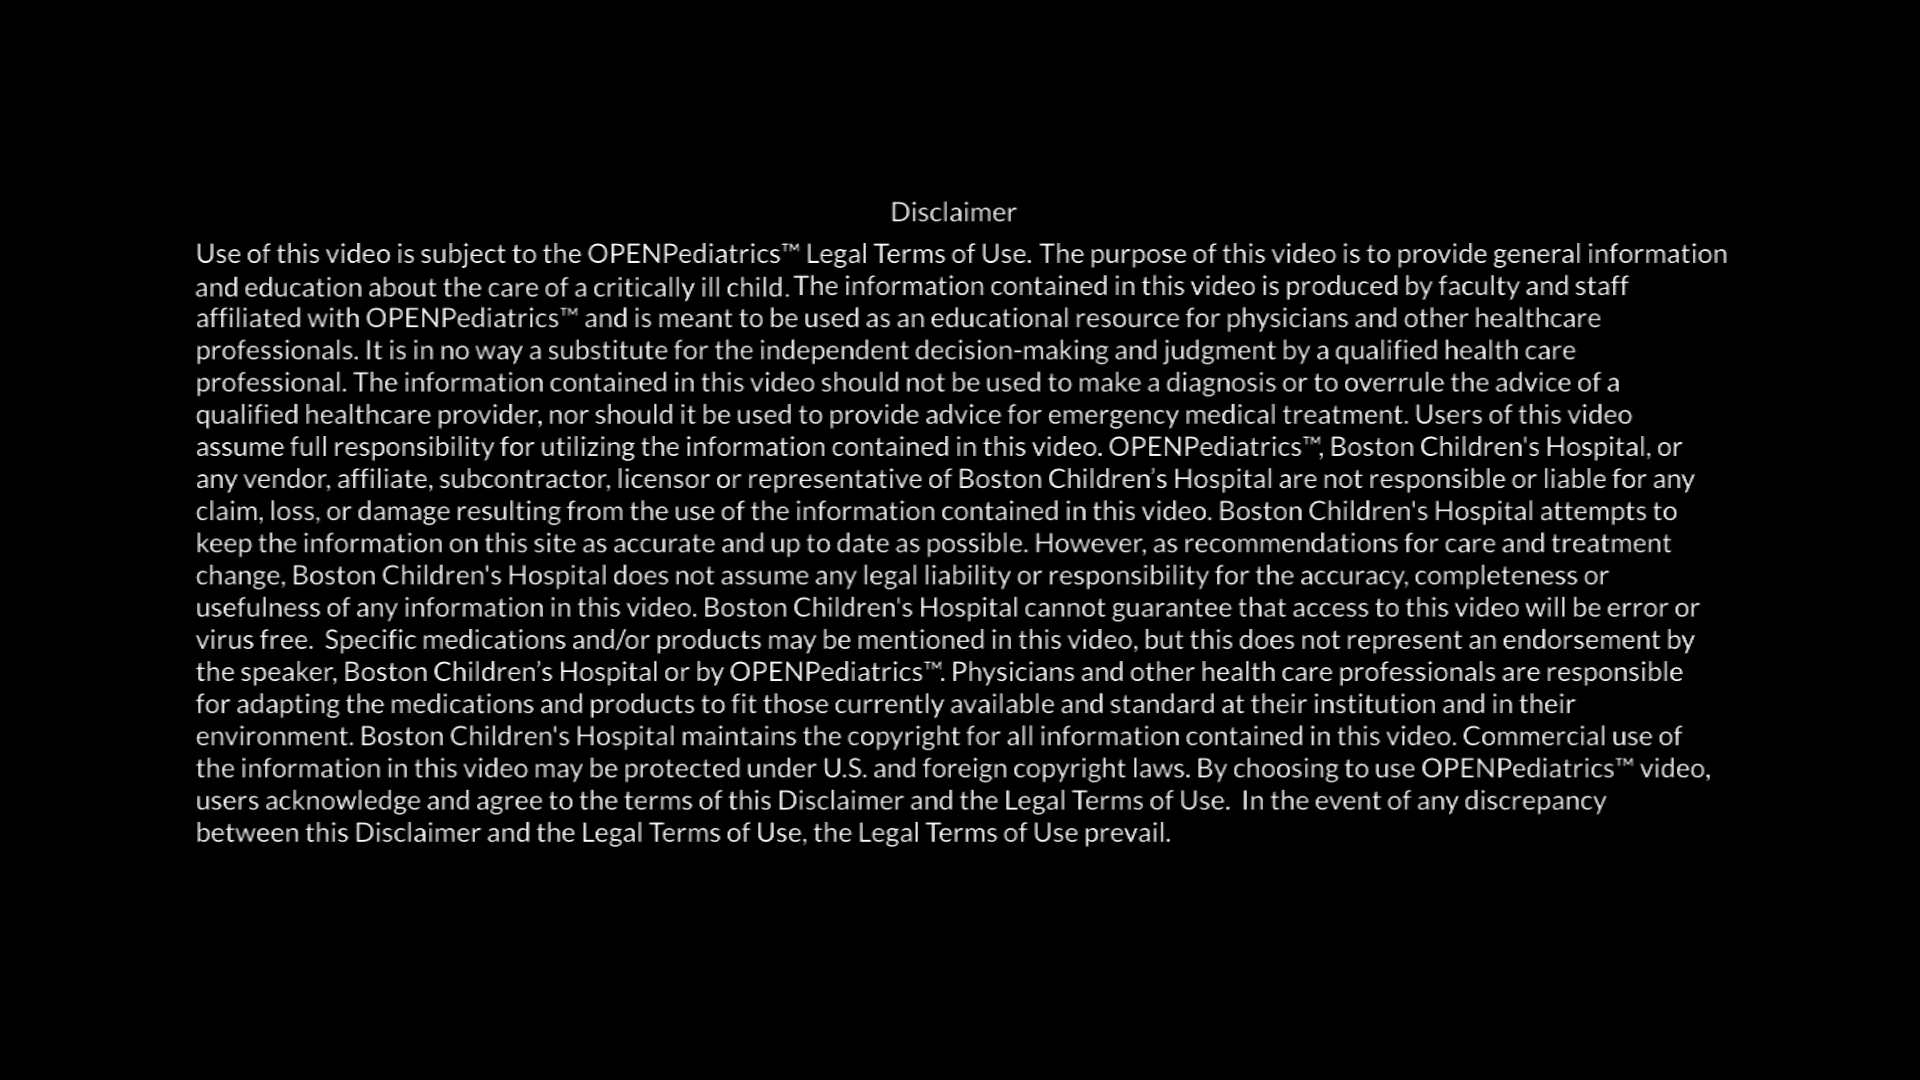 Disclaimer
Use of this video is subject to the OPENPediatrics™ Legal Terms of Use. The purpose of this video is to provide general information
and education about the care of a critically ill child. The information contained in this video is produced by faculty and staff
affiliated with OPENPediatrics™ and is meant to be used as an educational resource for physicians and other healthcare
professionals. It is in no way a substitute for the independent decision-making and judgment by a qualified health care
professional. The information contained in this video should not be used to make a diagnosis or to overrule the advice of a
qualified healthcare provider, nor should it be used to provide advice for emergency medical treatment. Users of this video
assume full responsibility for utilizing the information contained in this video. OPENPediatrics™, Boston Children's Hospital, or
any vendor, affiliate, subcontractor, licensor or representative of Boston Children’s Hospital are not responsible or liable for any
claim, loss, or damage resulting from the use of the information contained in this video. Boston Children's Hospital attempts to
keep the information on this site as accurate and up to date as possible. However, as recommendations for care and treatment
change, Boston Children's Hospital does not assume any legal liability or responsibility for the accuracy, completeness or
usefulness of any information in this video. Boston Children's Hospital cannot guarantee that access to this video will be error or
virus free.  Specific medications and/or products may be mentioned in this video, but this does not represent an endorsement by
the speaker, Boston Children’s Hospital or by OPENPediatrics™. Physicians and other health care professionals are responsible
for adapting the medications and products to fit those currently available and standard at their institution and in their
environment. Boston Children's Hospital maintains the copyright for all information contained in this video. Commercial use of
the information in this video may be protected under U.S. and foreign copyright laws. By choosing to use OPENPediatrics™ video,
users acknowledge and agree to the terms of this Disclaimer and the Legal Terms of Use.  In the event of any discrepancy
between this Disclaimer and the Legal Terms of Use, the Legal Terms of Use prevail.